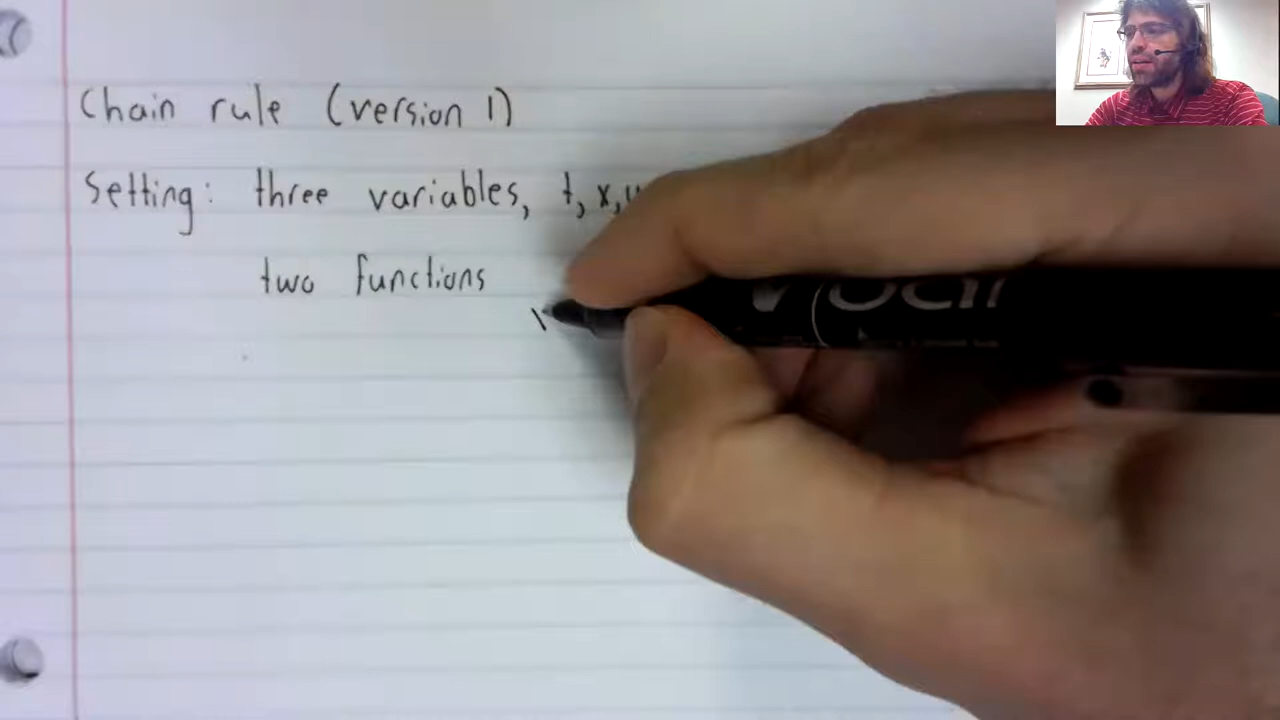 Chain rule (version 1)
Setting: three variables, t, x, y
two functions